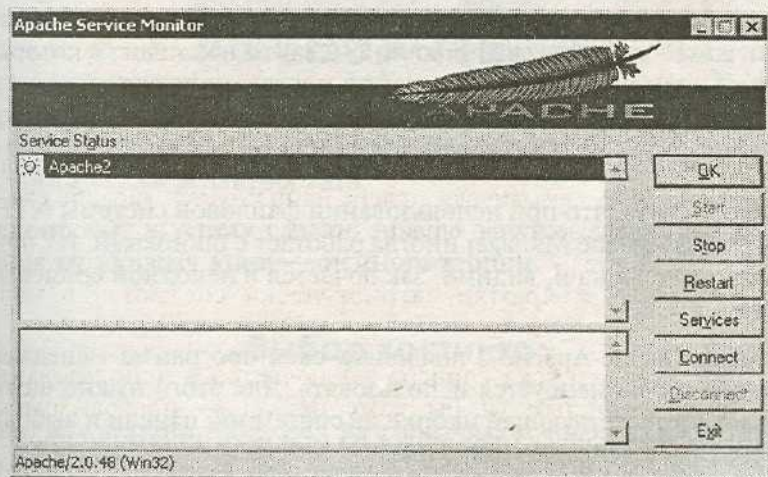 Apache Service Monitor
APACHE
Service Status :
Apache2
OK
Start
Stop
Restart
Services
Connect
Disconnect
Exit
Apache/2.0.48 (Win32)